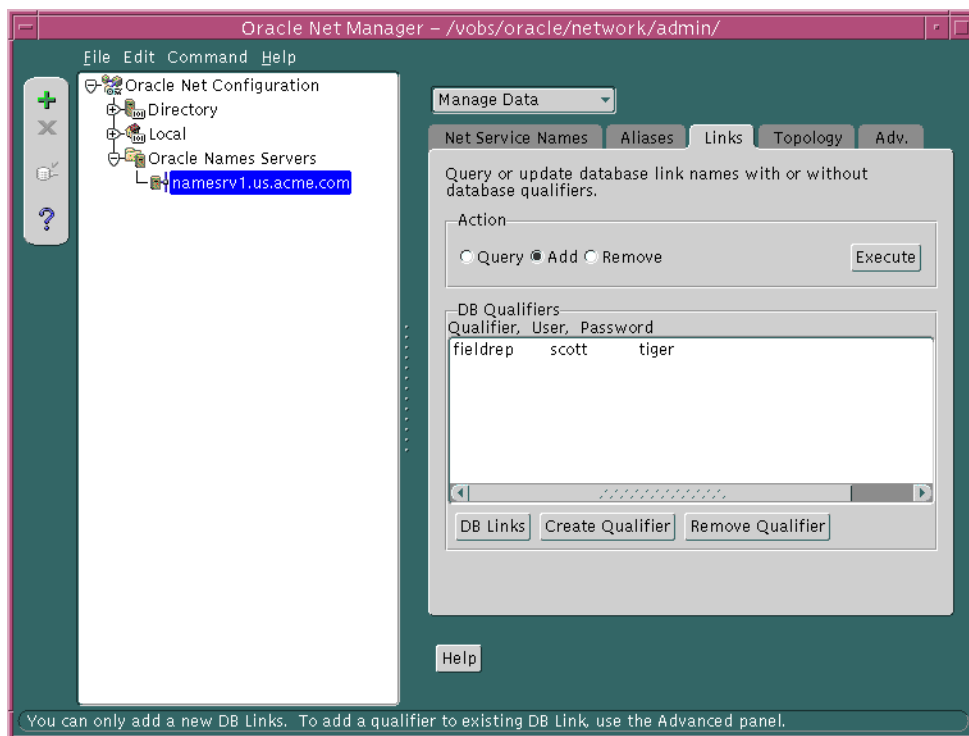 Oracle Net Manager – /vobs/oracle/network/admin/
File Edit Command Help
Oracle Net Configuration
Directory
Local
Oracle Names Servers
namesrv1.us.acme.com
Manage Data
Net Service Names Aliases Links Topology Adv.
Query or update database link names with or without
database qualifiers.
Action
Query Add Remove Execute
DB Qualifiers
Qualifier, User, Password
fieldrep scott tiger
DB Links Create Qualifier Remove Qualifier
Help
You can only add a new DB Links. To add a qualifier to existing DB Link, use the Advanced panel.